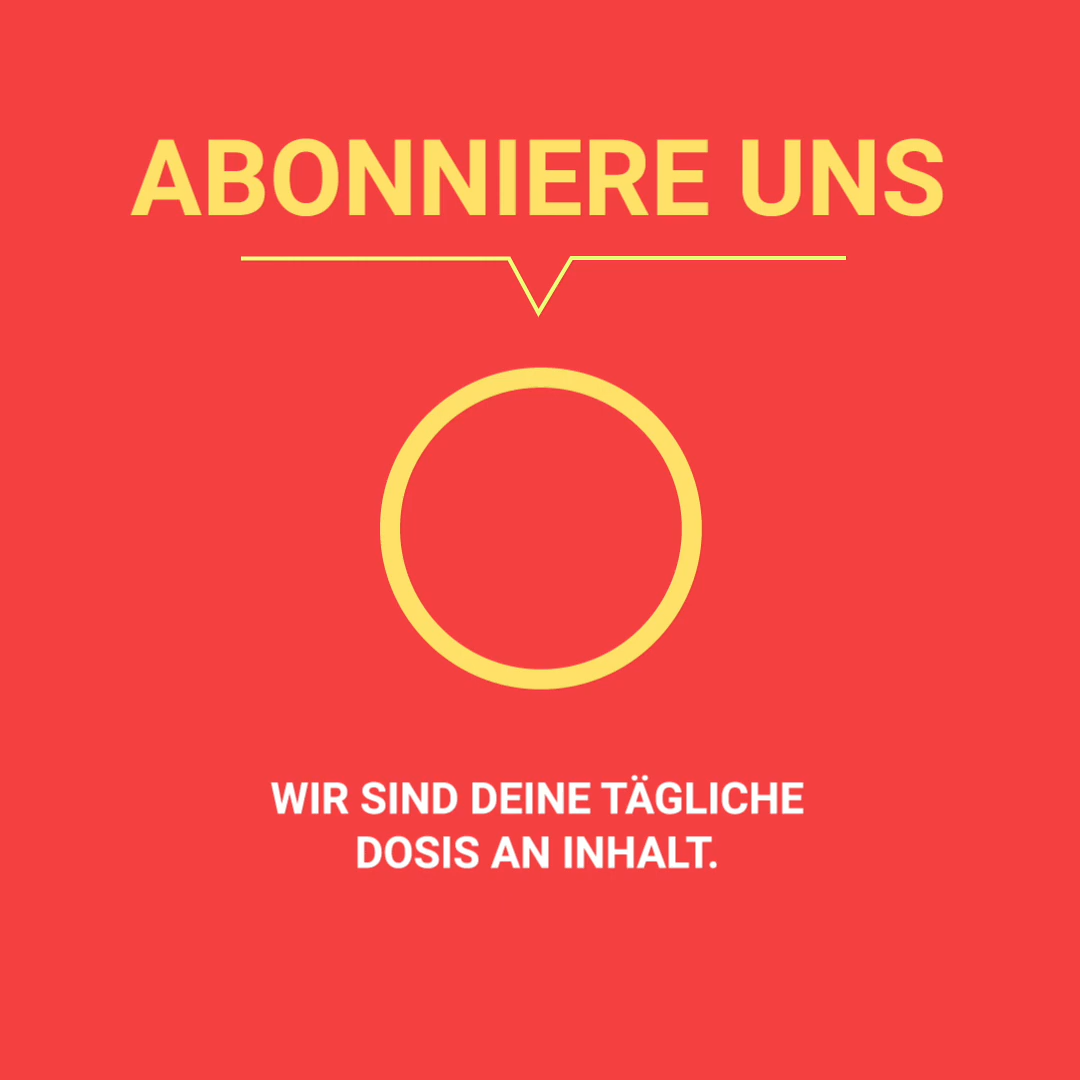 ABONNIERE UNS
WIR SIND DEINE TÄGLICHE
DOSIS AN INHALT.